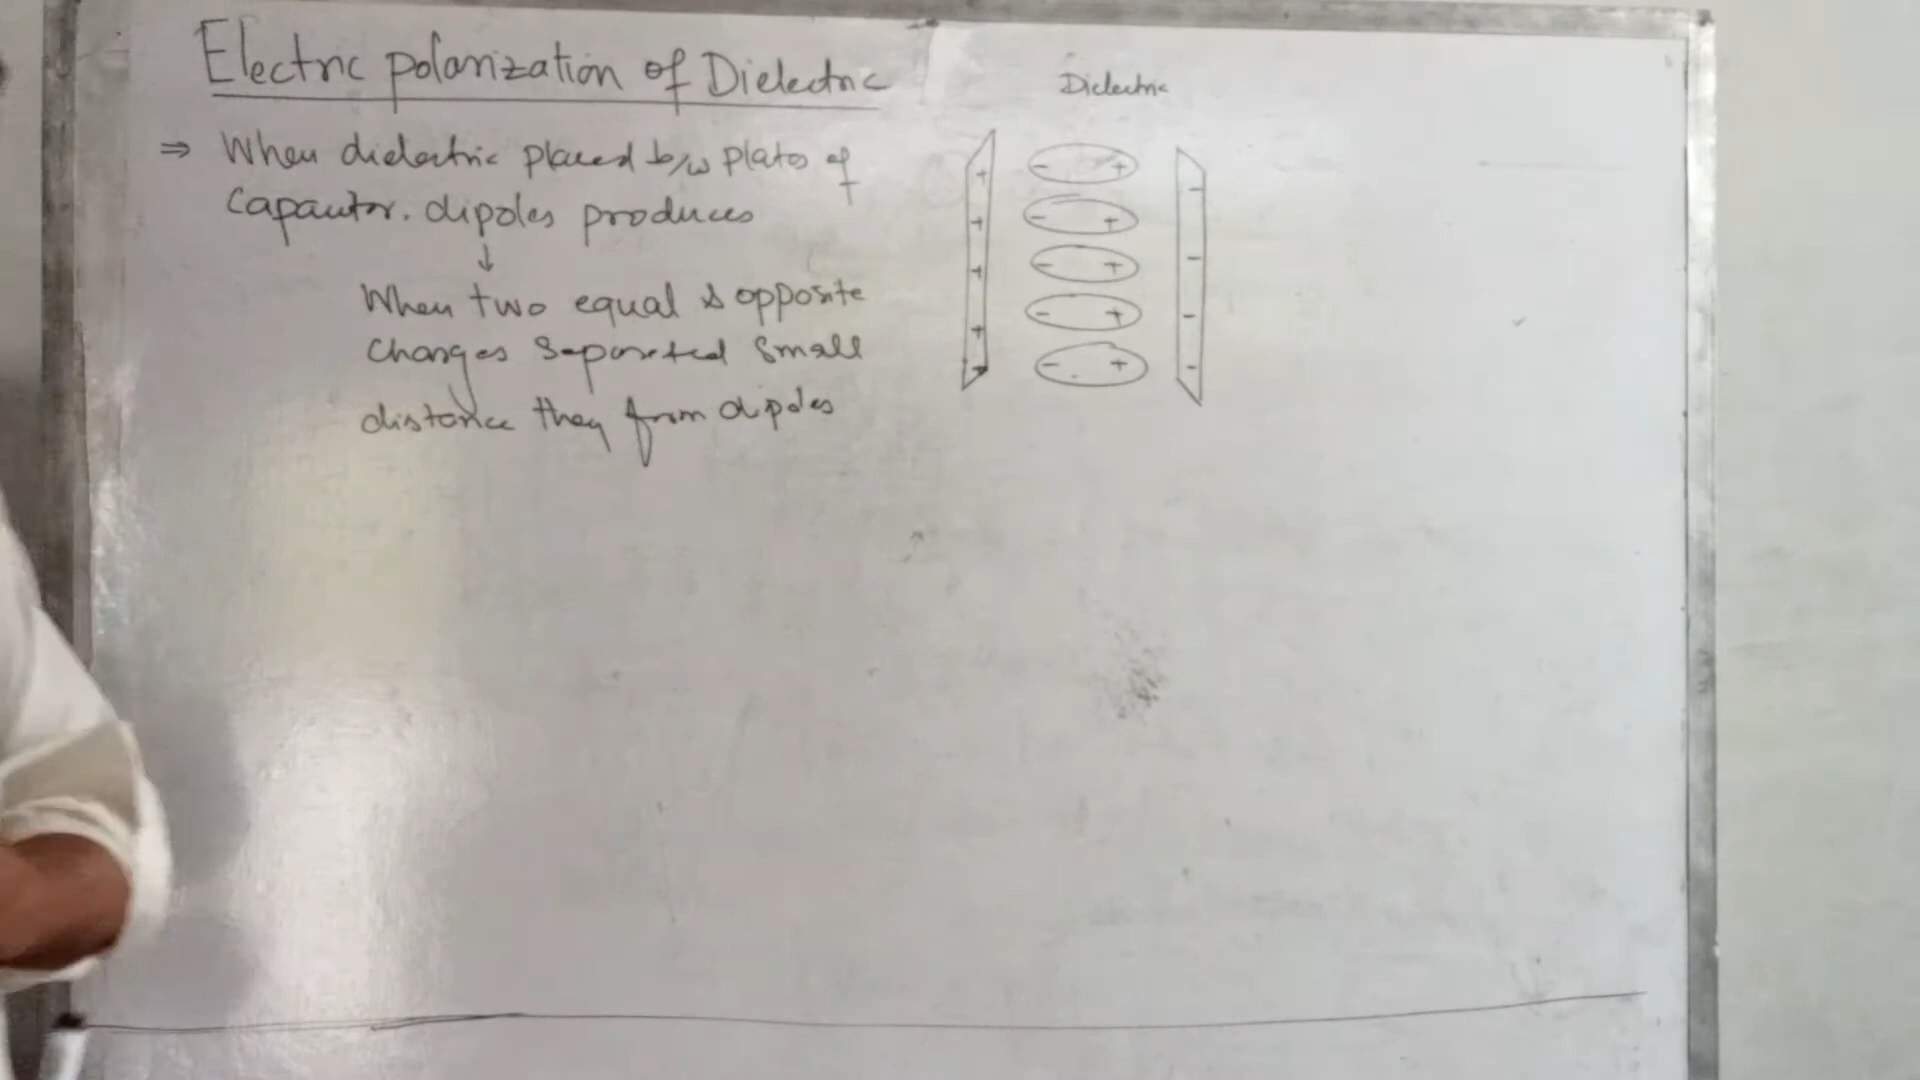 Electric polarization of Dielectric
⇒ When dielectric placed b/w plates of
Capacitor. dipoles produces
↓
When two equal & opposite
Charges Separeted Small
distance they from dipoles
Dielectric
+ - + -
+ - + -
+ - + -
+ - + -
+ - + -